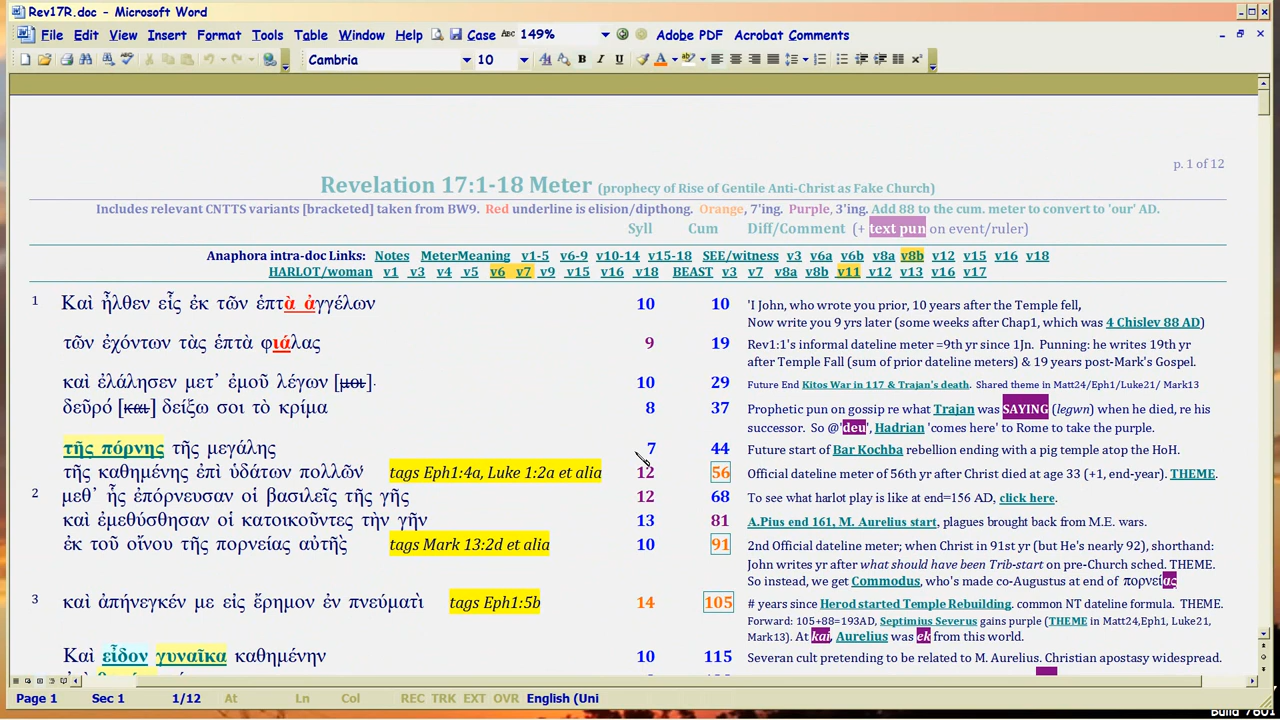 Rev17R.doc - Microsoft Word
File Edit View Insert Format Tools Table Window Help Case ABC 149% Adobe PDF Acrobat Comments
Cambria 10 B I U
p. 1 of 12
Revelation 17:1-18 Meter (prophecy of Rise of Gentile Anti-Christ as Fake Church)
Includes relevant CNTTS variants [bracketed] taken from BW9. Red underline is elision/dipthong. Orange, 7'ing. Purple, 3'ing. Add 88 to the cum. meter to convert to 'our' AD.
Syll Cum Diff/Comment (+ text pun on event/ruler)
Anaphora intra-doc Links: Notes MeterMeaning v1-5 v6-9 v10-14 v15-18 SEE/witness v3 v6a v6b v8a v8b v12 v15 v16 v18
HARLOT/woman v1 v3 v4 v5 v6 v7 v9 v15 v16 v18 BEAST v3 v7 v8a v8b v11 v12 v13 v16 v17
1 Καὶ ἦλθεν εἷς ἐκ τῶν ἑπτὰ ἀγγέλων 10 10 'I John, who wrote you prior, 10 years after the Temple fell,
Now write you 9 yrs later (some weeks after Chap1, which was 4 Chislev 88 AD)
τῶν ἐχόντων τὰς ἑπτὰ φιάλας 9 19 Rev1:1's informal dateline meter =9th yr since 1Jn. Punning: he writes 19th yr
after Temple Fall (sum of prior dateline meters) & 19 years post-Mark's Gospel.
καὶ ἐλάλησεν μετ᾽ ἐμοῦ λέγων [μοι]. 10 29 Future End Kitos War in 117 & Trajan's death. Shared theme in Matt24/Eph1/Luke21/ Mark13
δεῦρό [και] δείξω σοι τὸ κρίμα 8 37 Prophetic pun on gossip re what Trajan was SAYING (legwn) when he died, re his
successor. So @'deu', Hadrian 'comes here' to Rome to take the purple.
τῆς πόρνης τῆς μεγάλης 7 44 Future start of Bar Kochba rebellion ending with a pig temple atop the HoH.
τῆς καθημένης ἐπὶ ὑδάτων πολλῶν tags Eph1:4a, Luke 1:2a et alia 12 56 Official dateline meter of 56th yr after Christ died at age 33 (+1, end-year). THEME.
2 μεθ᾽ ἧς ἐπόρνευσαν οἱ βασιλεῖς τῆς γῆς 12 68 To see what harlot play is like at end=156 AD, click here.
καὶ ἐμεθύσθησαν οἱ κατοικοῦντες τὴν γῆν 13 81 A.Pius end 161, M. Aurelius start, plagues brought back from M.E. wars.
ἐκ τοῦ οἴνου τῆς πορνείας αὐτῆς tags Mark 13:2d et alia 10 91 2nd Official dateline meter; when Christ in 91st yr (but He's nearly 92), shorthand:
John writes yr after what should have been Trib-start on pre-Church sched. THEME.
So instead, we get Commodus, who's made co-Augustus at end of πορνείας
3 καὶ ἀπήνεγκέν με εἰς ἔρημον ἐν πνεύματι tags Eph1:5b 14 105 # years since Herod started Temple Rebuilding. common NT dateline formula. THEME.
Forward: 105+88=193AD, Septimius Severus gains purple (THEME in Matt24,Eph1, Luke21,
Mark13). At kai, Aurelius was ek from this world.
Καὶ εἶδον γυναῖκα καθημένην 10 115 Severan cult pretending to be related to M. Aurelius. Christian apostasy widespread.
Page 1 Sec 1 1/12 At Ln Col REC TRK EXT OVR English (Uni
Build 7601